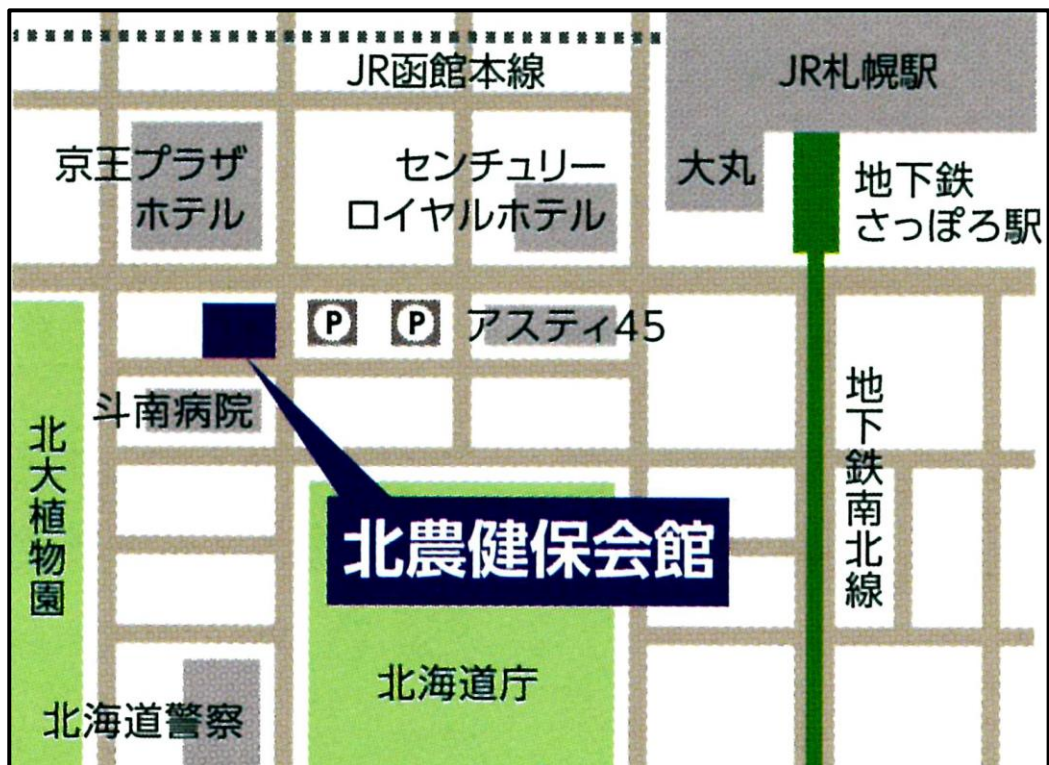 JR函館本線
JR札幌駅
京王プラザ
ホテル
センチュリー
ロイヤルホテル
大丸
地下鉄
さっぽろ駅
P
P
アスティ45
斗南病院
北大植物園
地下鉄南北線
北農健保会館
北海道庁
北海道警察